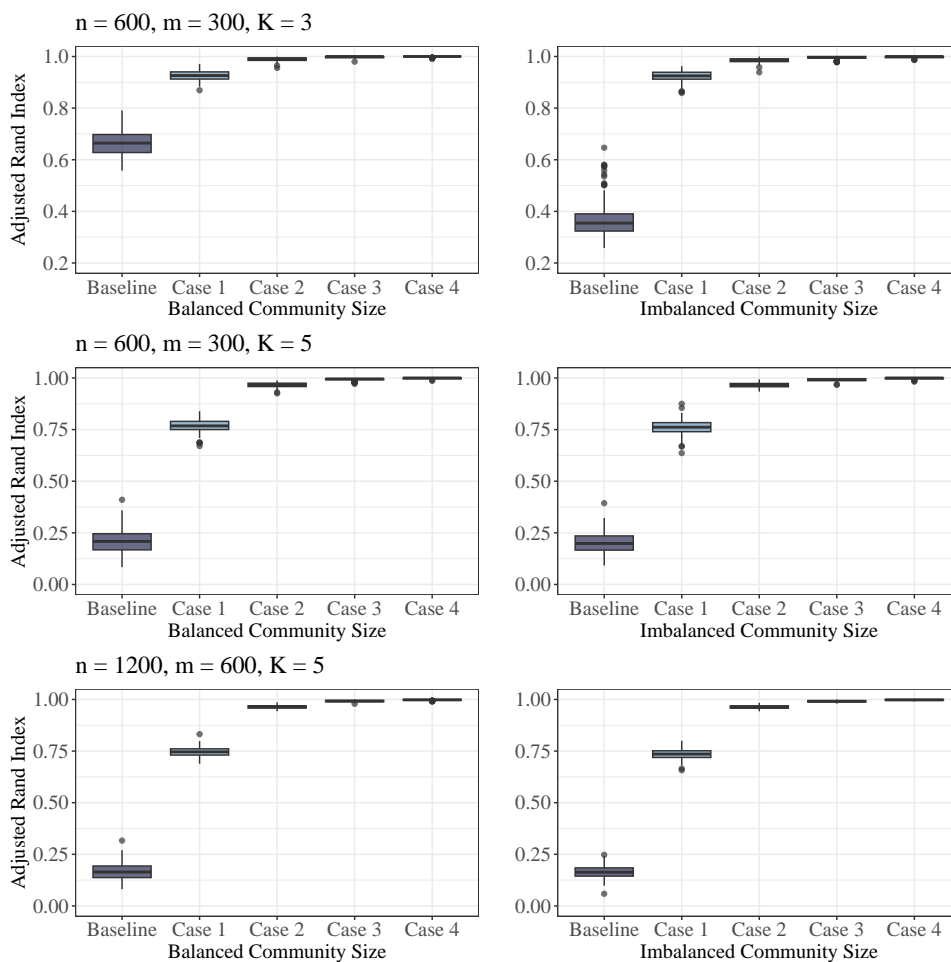 n = 600, m = 300, K = 3
Adjusted Rand Index
1.0
0.8
0.6
0.4
0.2
Baseline Case 1 Case 2 Case 3 Case 4
Balanced Community Size
1.0
0.8
0.6
0.4
0.2
Baseline Case 1 Case 2 Case 3 Case 4
Imbalanced Community Size
n = 600, m = 300, K = 5
Adjusted Rand Index
1.00
0.75
0.50
0.25
0.00
Baseline Case 1 Case 2 Case 3 Case 4
Balanced Community Size
1.00
0.75
0.50
0.25
0.00
Baseline Case 1 Case 2 Case 3 Case 4
Imbalanced Community Size
n = 1200, m = 600, K = 5
Adjusted Rand Index
1.00
0.75
0.50
0.25
0.00
Baseline Case 1 Case 2 Case 3 Case 4
Balanced Community Size
1.00
0.75
0.50
0.25
0.00
Baseline Case 1 Case 2 Case 3 Case 4
Imbalanced Community Size